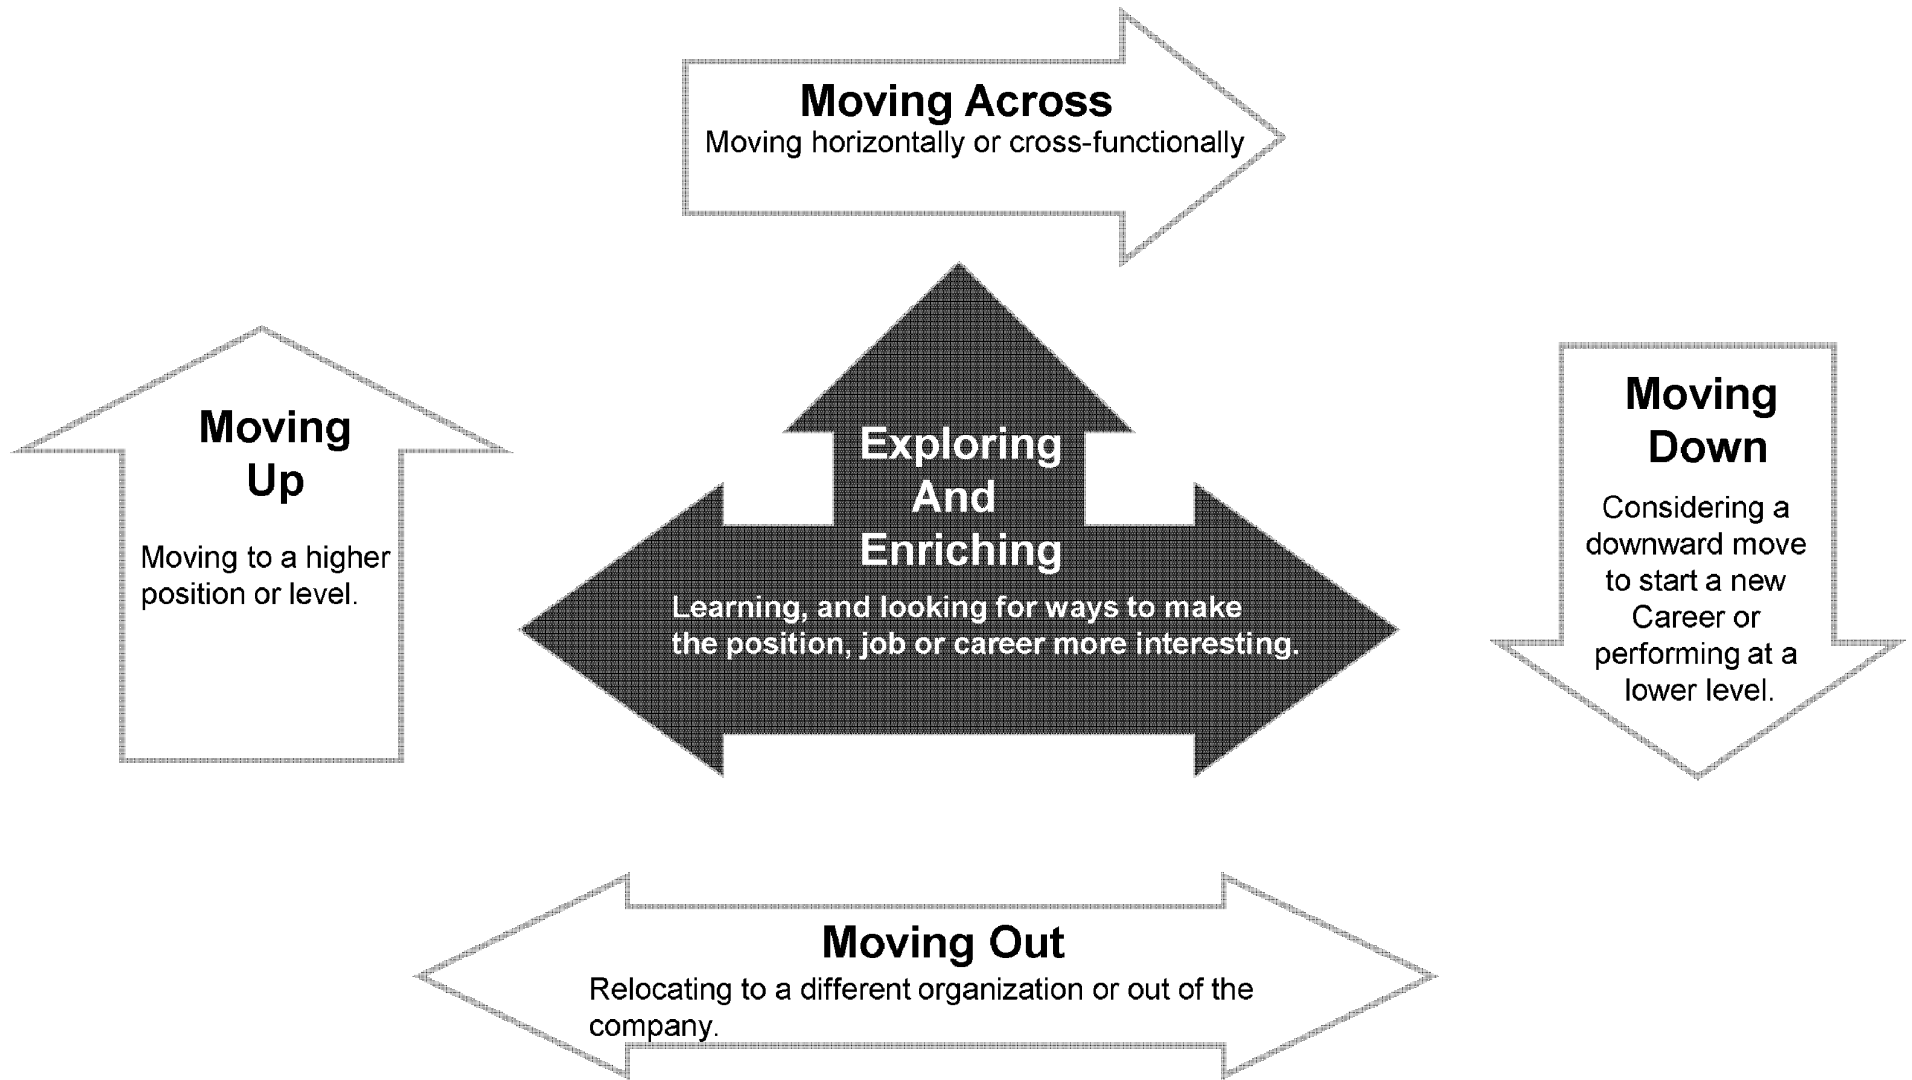 Moving Across
Moving horizontally or cross-functionally
Moving
Up
Moving to a higher
position or level.
Exploring
And
Enriching
Learning, and looking for ways to make
the position, job or career more interesting.
Moving
Down
Considering a
downward move
to start a new
Career or
performing at a
lower level.
Moving Out
Relocating to a different organization or out of the
company.